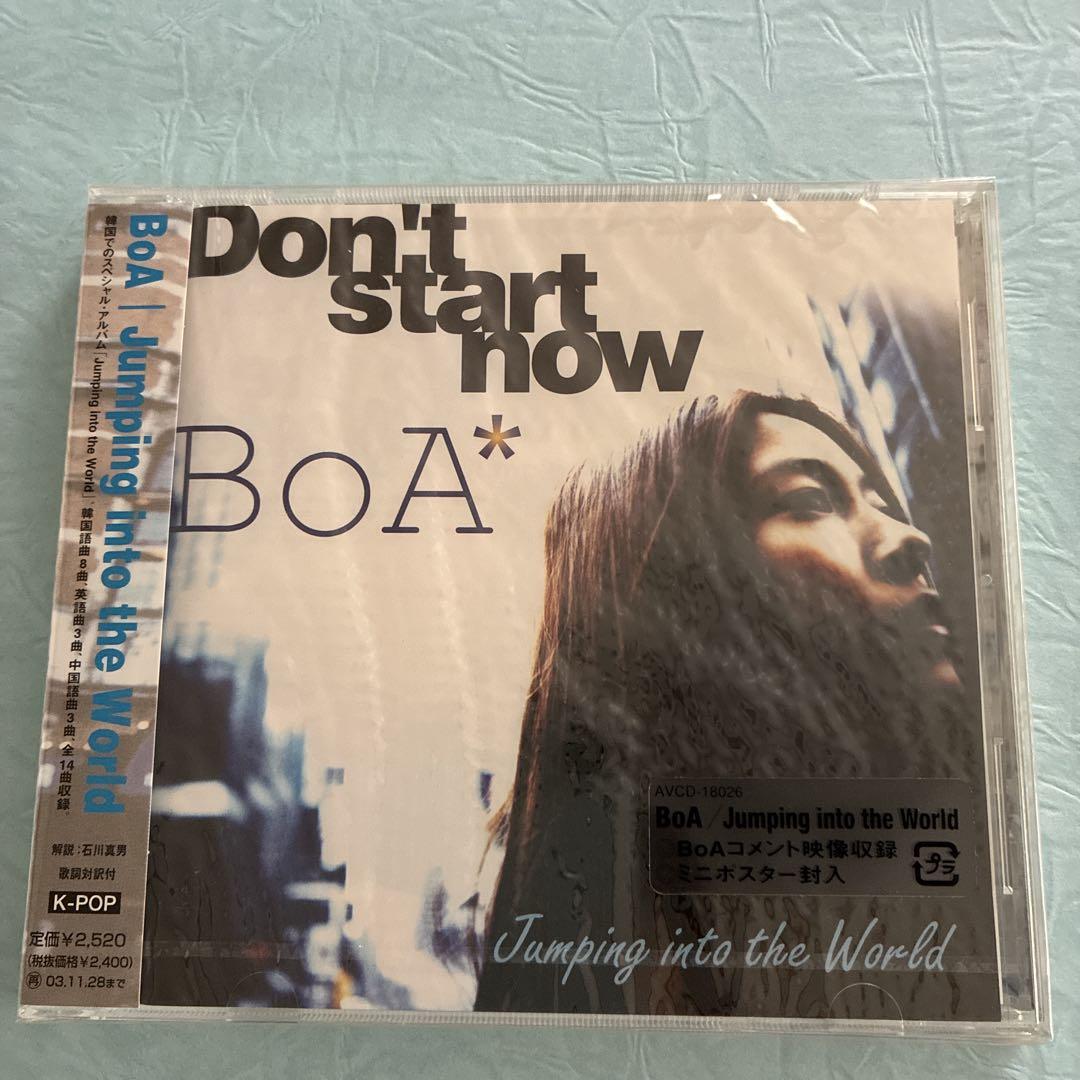 BoA | Jumping into the World
韓国でのスペシャル・アルバム「Jumping into the World」、韓国語曲8曲、英語曲3曲、中国語曲3曲、全14曲収録。
解説:石川真男
歌詞対訳付
K-POP
定価¥2,520
(税抜価格¥2,400)
再 03.11.28まで
Don't
start
now
BoA*
AVCD-18026
BoA/Jumping into the World
BoAコメント映像収録
ミニポスター封入
プラ
Jumping into the World